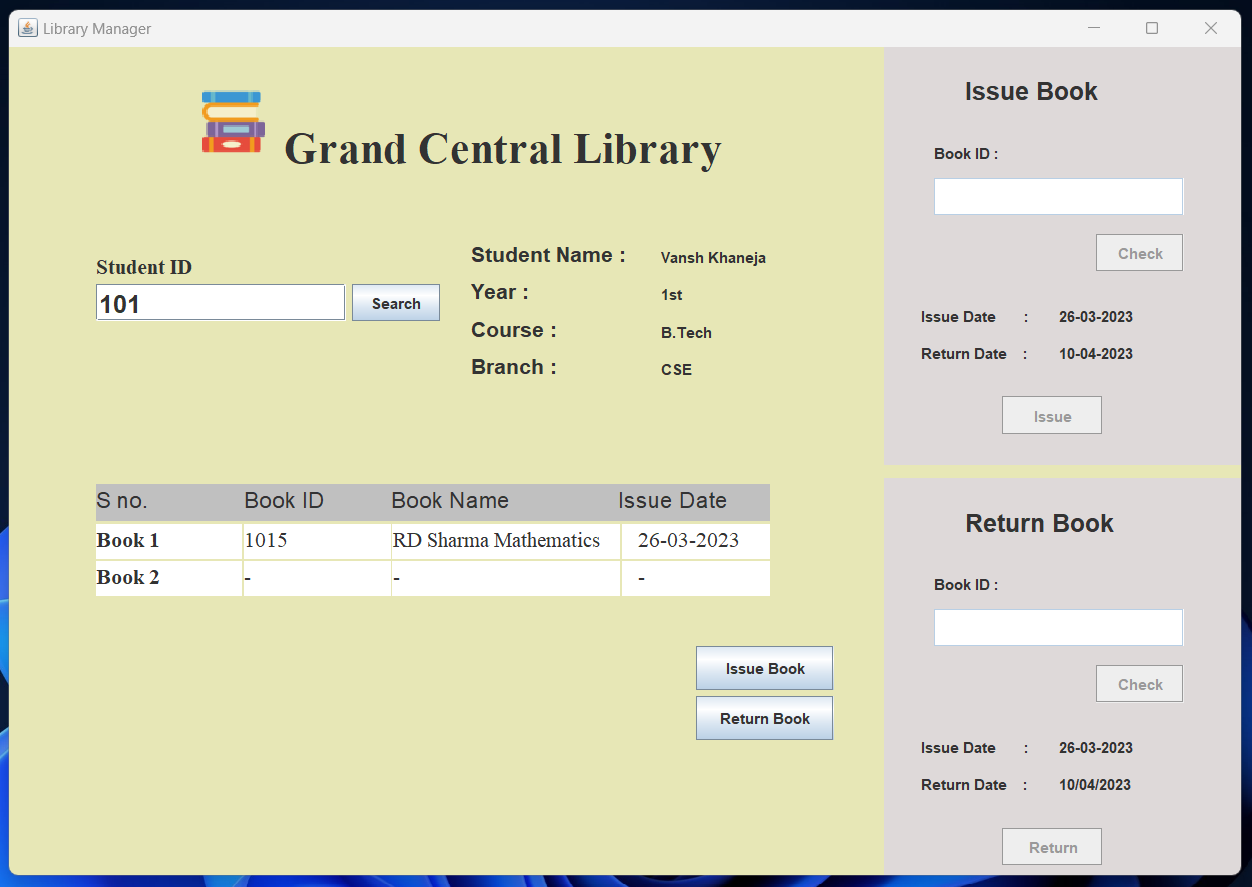 Library Manager
Grand Central Library
Student ID
101
Search
Student Name : Vansh Khaneja
Year : 1st
Course : B.Tech
Branch : CSE
S no. Book ID Book Name Issue Date
Book 1 1015 RD Sharma Mathematics 26-03-2023
Book 2 - - -
Issue Book
Return Book
Issue Book
Book ID :
Check
Issue Date : 26-03-2023
Return Date : 10-04-2023
Issue
Return Book
Book ID :
Check
Issue Date : 26-03-2023
Return Date : 10/04/2023
Return